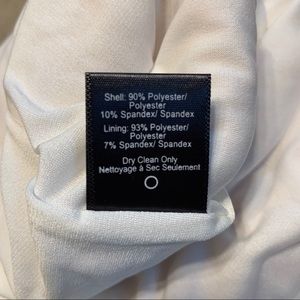 Shell: 90% Polyester/
Polyester
10% Spandex/ Spandex
Lining: 93% Polyester/
Polyester
7% Spandex/ Spandex
Dry Clean Only
Nettoyage à Sec Seulement